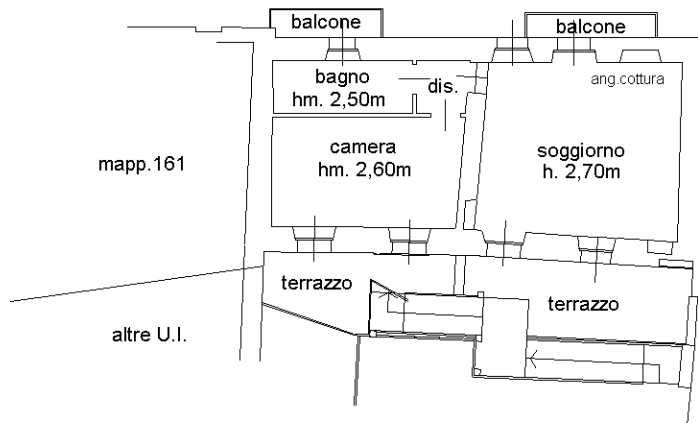 balcone
balcone
bagno
hm. 2,50m
dis.
ang.cottura
camera
hm. 2,60m
soggiorno
h. 2,70m
mapp.161
terrazzo
terrazzo
altre U.I.